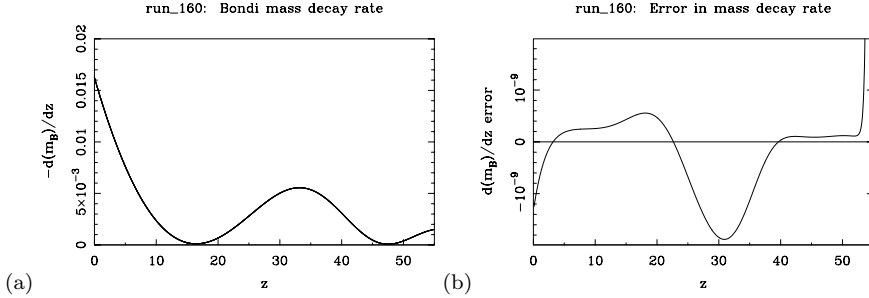 run_160: Bondi mass decay rate
-d(m_B)/dz
0.02
0.015
0.01
5×10⁻³
0
0 10 20 30 40 50
z
(a)
run_160: Error in mass decay rate
d(m_B)/dz error
10⁻⁹
0
-10⁻⁹
0 10 20 30 40 50
z
(b)